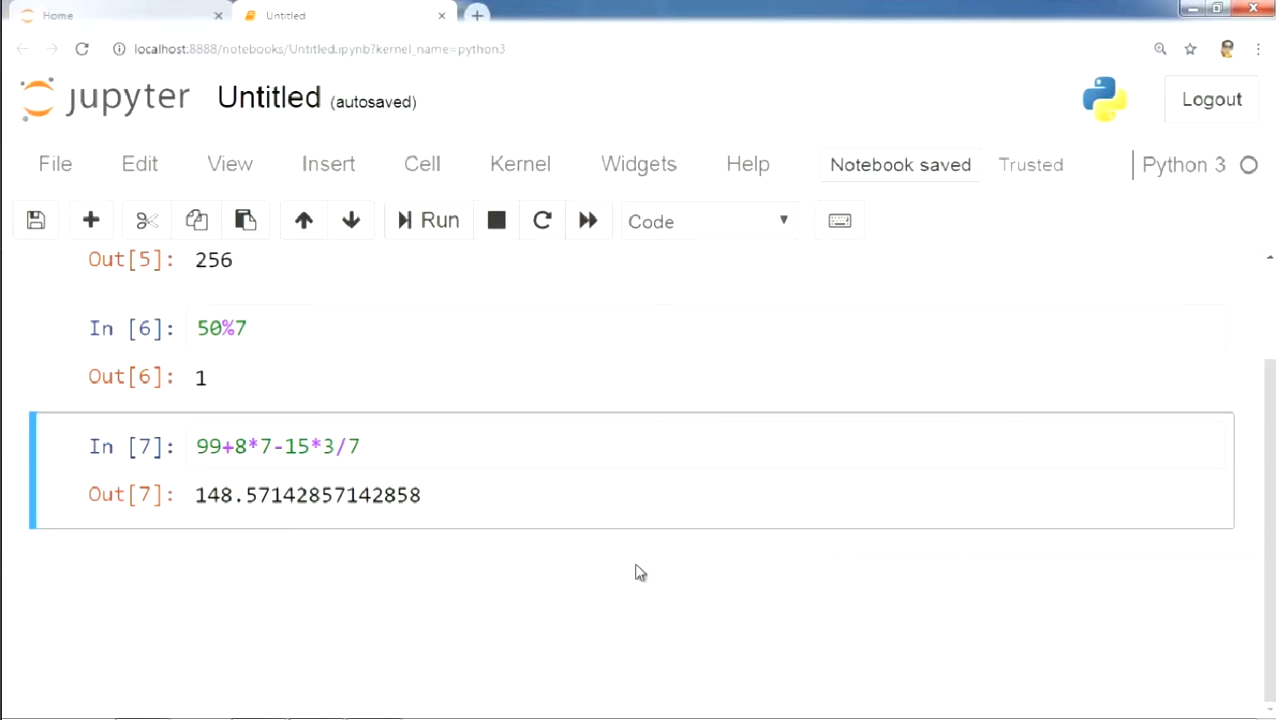 Home
Untitled
localhost:8888/notebooks/Untitled.ipynb?kernel_name=python3
jupyter Untitled (autosaved)
Logout
File Edit View Insert Cell Kernel Widgets Help Notebook saved Trusted Python 3
Run Code
Out[5]: 256
In [6]: 50%7
Out[6]: 1
In [7]: 99+8*7-15*3/7
Out[7]: 148.57142857142858